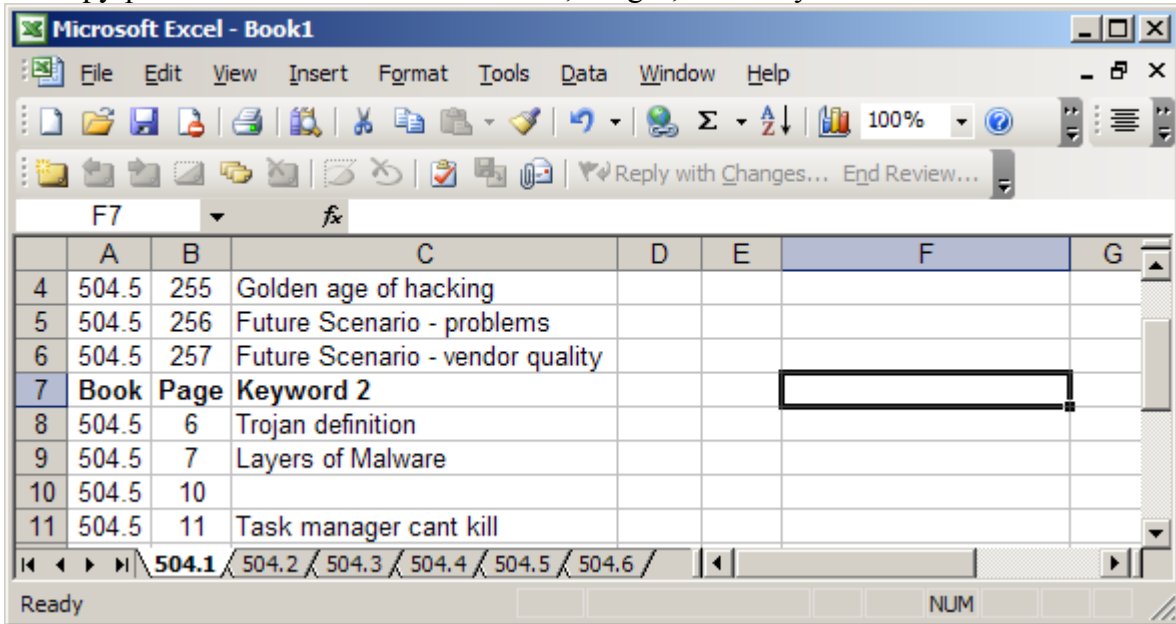 Microsoft Excel - Book1
File Edit View Insert Format Tools Data Window Help
Σ A Z 100%
Reply with Changes... End Review...
F7 fx
A B C D E F G
4 504.5 255 Golden age of hacking
5 504.5 256 Future Scenario - problems
6 504.5 257 Future Scenario - vendor quality
7 Book Page Keyword 2
8 504.5 6 Trojan definition
9 504.5 7 Layers of Malware
10 504.5 10
11 504.5 11 Task manager cant kill
504.1 504.2 504.3 504.4 504.5 504.6
Ready NUM